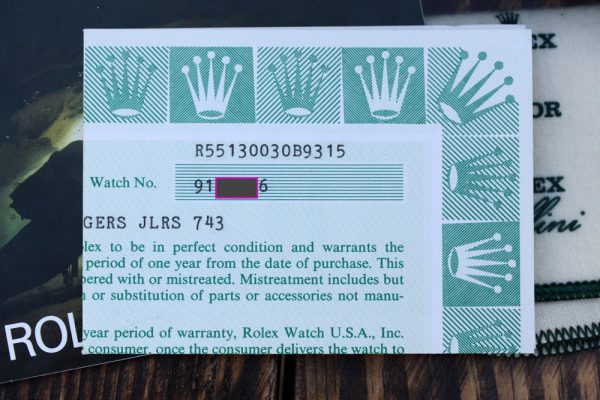 R55130030B9315
Watch No.
91 6
GERS JLRS 743
lex to be in perfect condition and warrants the
period of one year from the date of purchase. This
pered with or mistreated. Mistreatment includes but
or substitution of parts or accessories not manu-
year period of warranty, Rolex Watch U.S.A., Inc.
consumer, once the consumer delivers the watch to
ROL
EX
OR
EX
llini